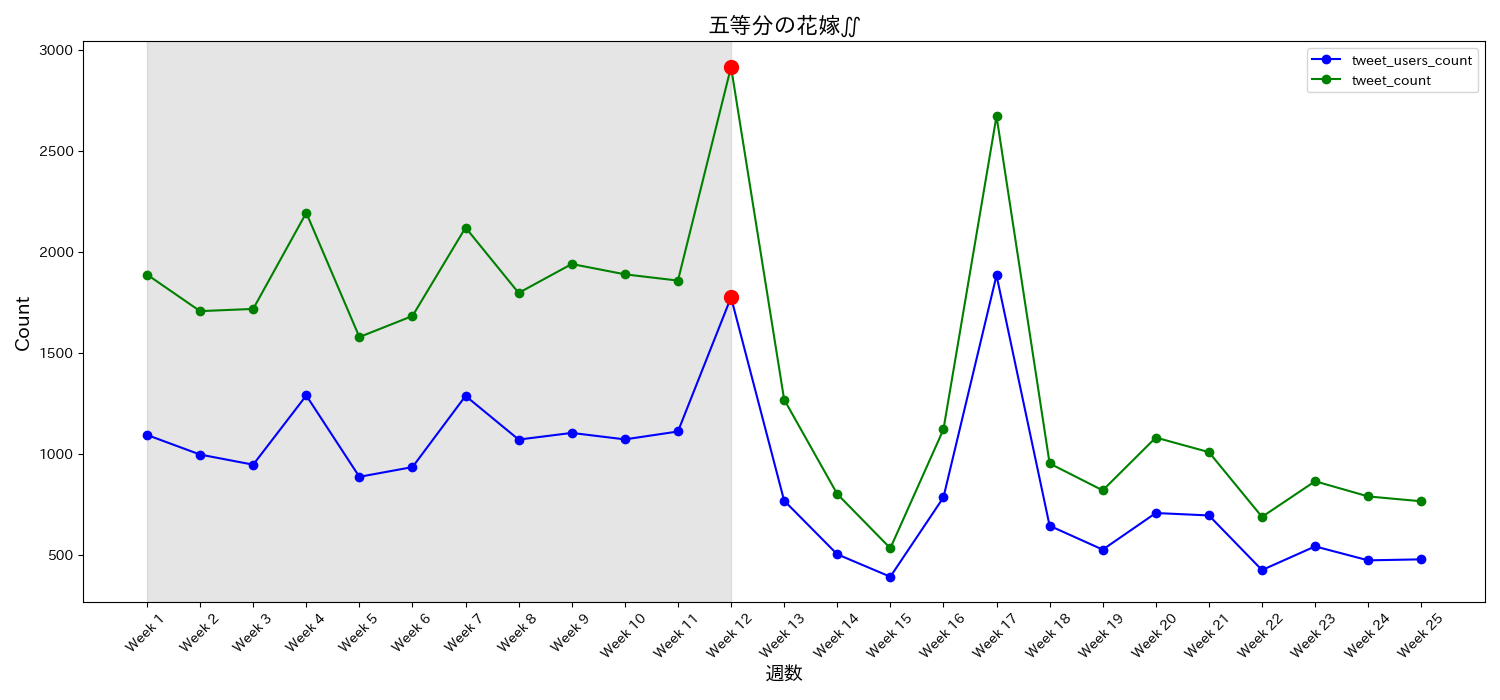 五等分の花嫁∬
3000
2500
2000
1500
1000
500
Count
tweet_users_count
tweet_count
Week 1
Week 2
Week 3
Week 4
Week 5
Week 6
Week 7
Week 8
Week 9
Week 10
Week 11
Week 12
Week 13
Week 14
Week 15
Week 16
Week 17
Week 18
Week 19
Week 20
Week 21
Week 22
Week 23
Week 24
Week 25
週数